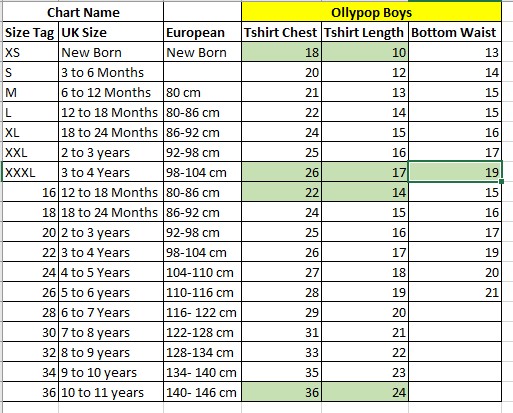 Chart Name Ollypop Boys
Size Tag UK Size European Tshirt Chest Tshirt Length Bottom Waist
XS New Born New Born 18 10 13
S 3 to 6 Months 20 12 14
M 6 to 12 Months 80 cm 21 13 15
L 12 to 18 Months 80-86 cm 22 14 15
XL 18 to 24 Months 86-92 cm 24 15 16
XXL 2 to 3 years 92-98 cm 25 16 17
XXXL 3 to 4 Years 98-104 cm 26 17 19
16 12 to 18 Months 80-86 cm 22 14 15
18 18 to 24 Months 86-92 cm 24 15 16
20 2 to 3 years 92-98 cm 25 16 17
22 3 to 4 Years 98-104 cm 26 17 19
24 4 to 5 Years 104-110 cm 27 18 20
26 5 to 6 years 110-116 cm 28 19 21
28 6 to 7 Years 116- 122 cm 29 20
30 7 to 8 years 122-128 cm 31 21
32 8 to 9 years 128-134 cm 33 22
34 9 to 10 years 134- 140 cm 35 23
36 10 to 11 years 140- 146 cm 36 24